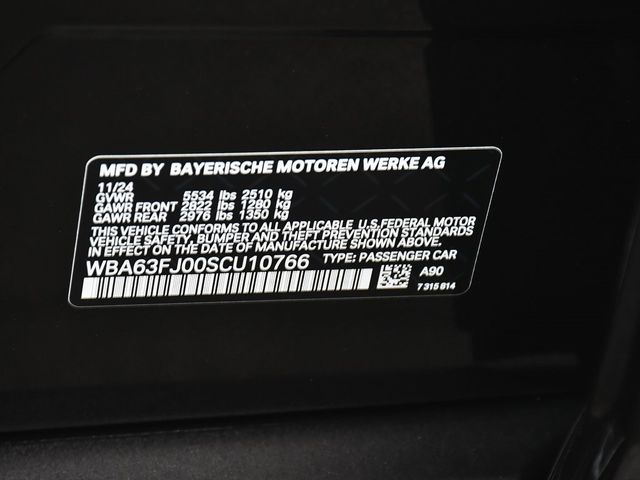 MFD BY BAYERISCHE MOTOREN WERKE AG
11/24
GVWR 5534 lbs 2510 kg
GAWR FRONT 2822 lbs 1280 kg
GAWR REAR 2976 lbs 1350 kg
THIS VEHICLE CONFORMS TO ALL APPLICABLE U.S. FEDERAL MOTOR
VEHICLE SAFETY, BUMPER AND THEFT PREVENTION STANDARDS
IN EFFECT ON THE DATE OF MANUFACTURE SHOWN ABOVE.
WBA63FJ00SCU10766 TYPE: PASSENGER CAR
A90
7 315 614